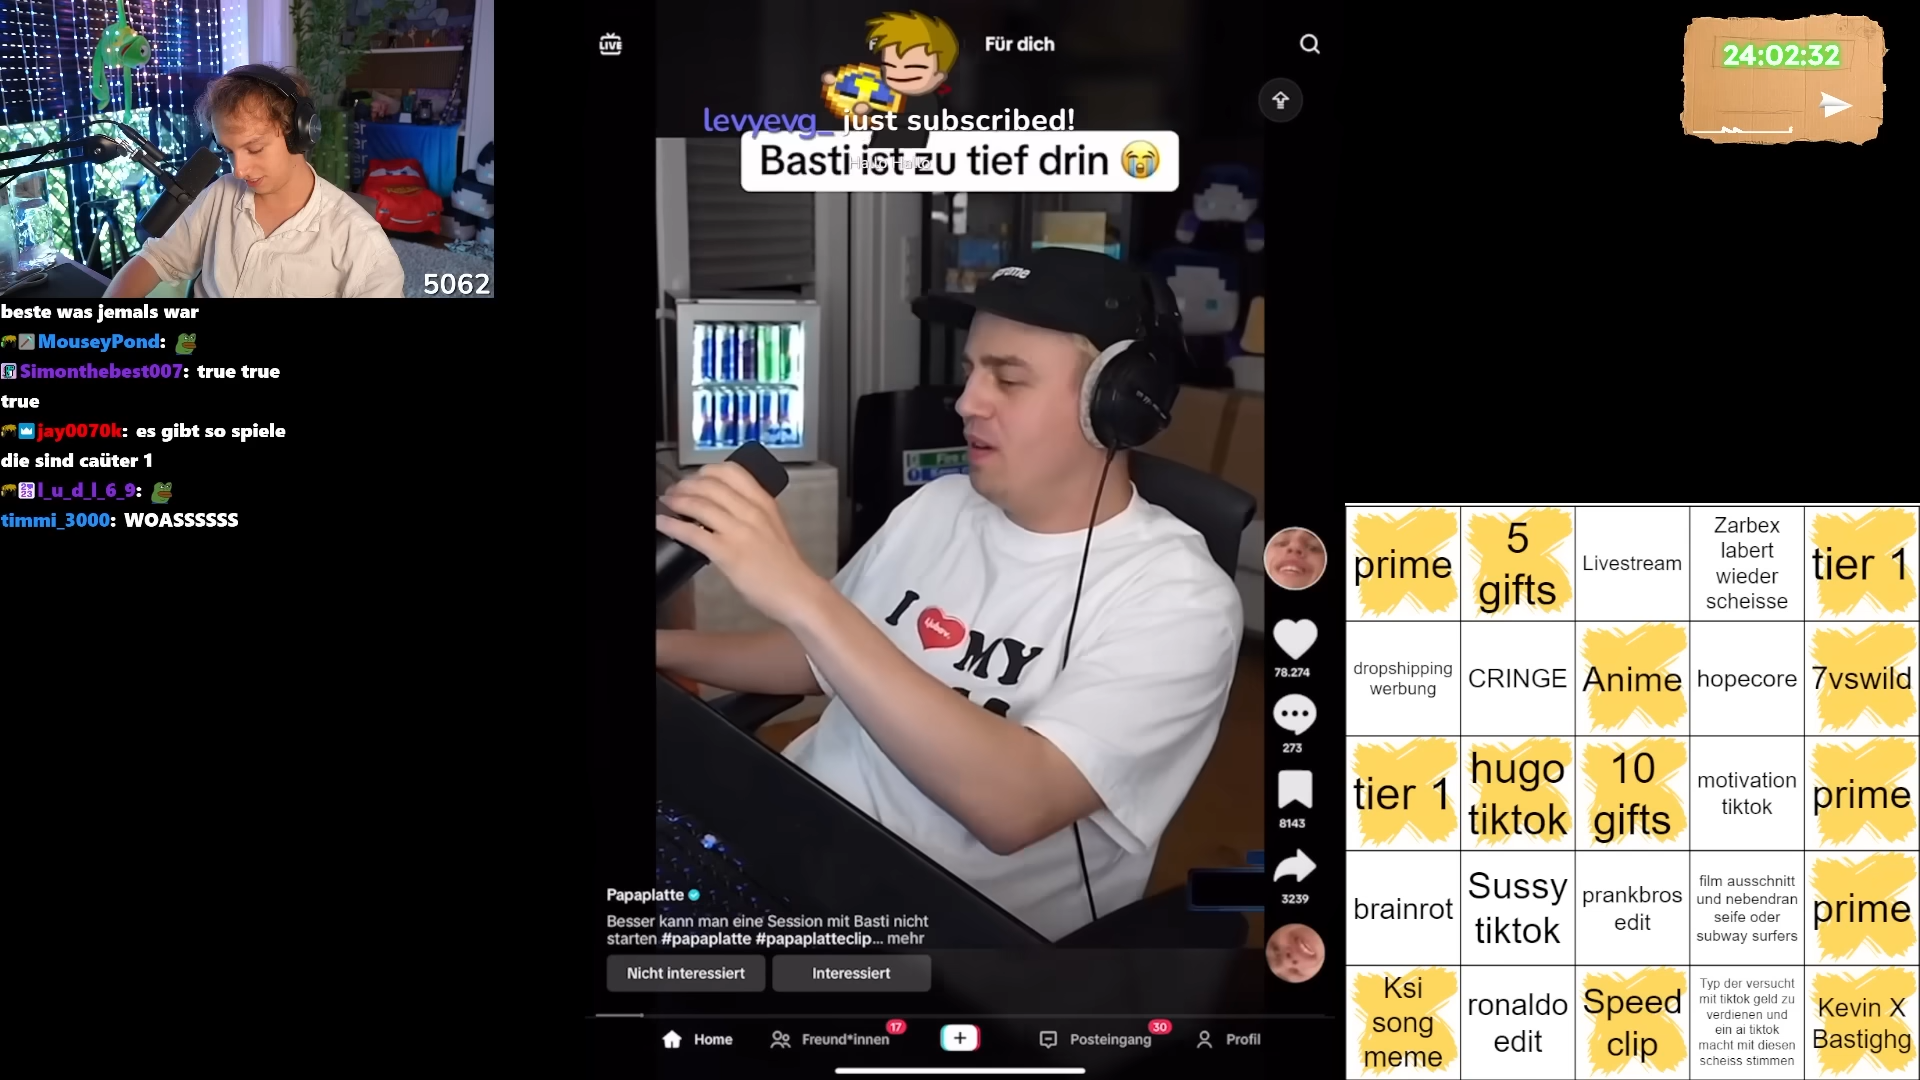 5062
beste was jemals war
MouseyPond:
Simonthebest007: true true
true
jay0070k: es gibt so spiele
die sind caüter 1
l_u_d_l_6_9:
timmi_3000: WOASSSSSS
LIVE
Für dich
levyevg_ just subscribed!
Basti ist zu tief drin 😭
I
MY
78.274
273
8143
3239
Papaplatte
Besser kann man eine Session mit Basti nicht
starten #papaplatte #papaplatteclip... mehr
Nicht interessiert
Interessiert
Home
Freund*innen
17
Posteingang
30
Profil
24:02:32
prime
5
gifts
Livestream
Zarbex
labert
wieder
scheisse
tier 1
dropshipping
werbung
CRINGE
Anime
hopecore
7vswild
tier 1
hugo
tiktok
10
gifts
motivation
tiktok
prime
brainrot
Sussy
tiktok
prankbros
edit
film ausschnitt
und nebendran
seife oder
subway surfers
prime
Ksi
song
meme
ronaldo
edit
Speed
clip
Typ der versucht
mit tiktok geld zu
verdienen und
ein ai tiktok
macht mit diesen
scheiss stimmen
Kevin X
Bastighg